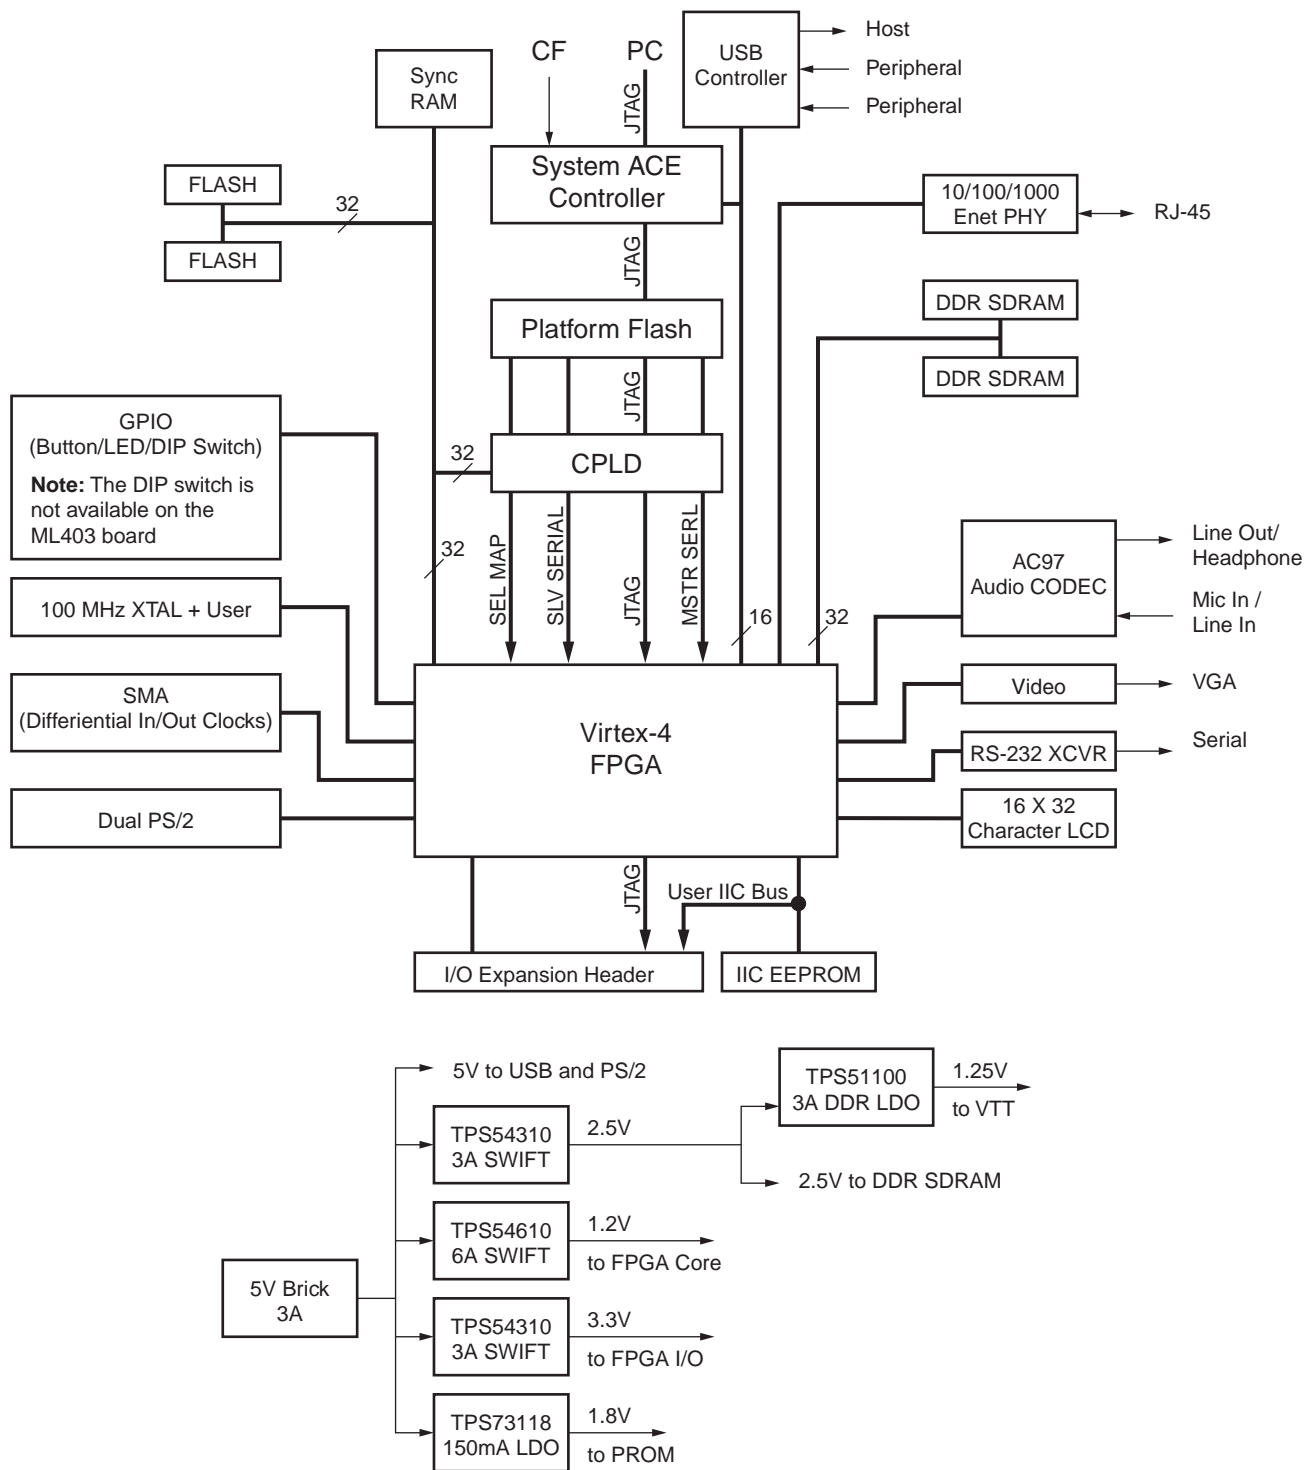 CF
PC
USB
Controller
Host
Peripheral
Peripheral
Sync
RAM
JTAG
System ACE
Controller
FLASH
32
FLASH
10/100/1000
Enet PHY
RJ-45
JTAG
Platform Flash
DDR SDRAM
DDR SDRAM
JTAG
GPIO
(Button/LED/DIP Switch)
Note: The DIP switch is
not available on the
ML403 board
32
CPLD
32
SEL MAP
SLV SERIAL
JTAG
MSTR SERL
16
32
AC97
Audio CODEC
Line Out/
Headphone
Mic In /
Line In
100 MHz XTAL + User
SMA
(Differiential In/Out Clocks)
Dual PS/2
Virtex-4
FPGA
Video
VGA
RS-232 XCVR
Serial
16 X 32
Character LCD
JTAG
User IIC Bus
I/O Expansion Header
IIC EEPROM
5V to USB and PS/2
TPS54310
3A SWIFT
2.5V
TPS51100
3A DDR LDO
1.25V
to VTT
2.5V to DDR SDRAM
TPS54610
6A SWIFT
1.2V
to FPGA Core
5V Brick
3A
TPS54310
3A SWIFT
3.3V
to FPGA I/O
TPS73118
150mA LDO
1.8V
to PROM